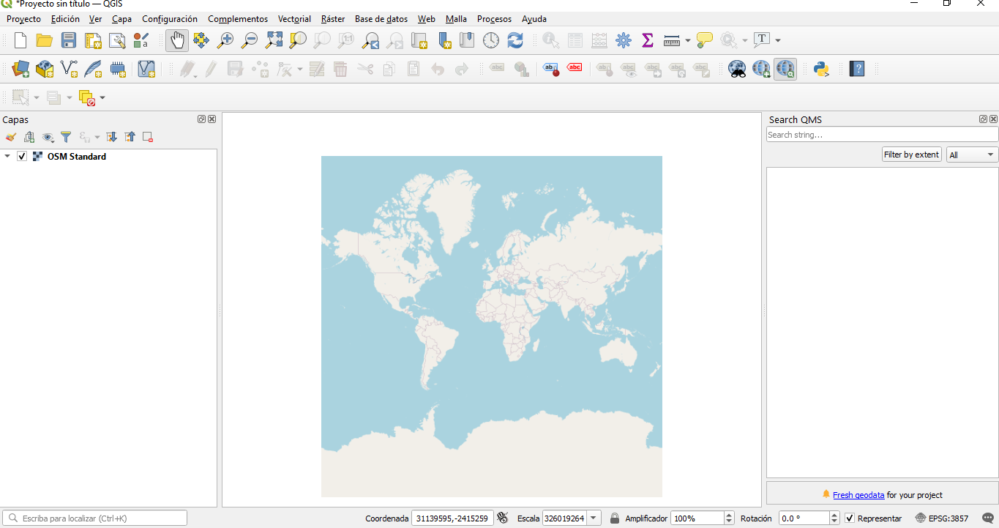 *Proyecto sin título — QGIS
Proyecto Edición Ver Capa Configuración Complementos Vectorial Ráster Base de datos Web Malla Procesos Ayuda
Capas
OSM Standard
Search QMS
Search string...
Filter by extent All
Fresh geodata for your project
Escriba para localizar (Ctrl+K) Coordenada 31139595,-2415259 Escala 326019264 Amplificador 100% Rotación 0.0 ° Representar EPSG:3857